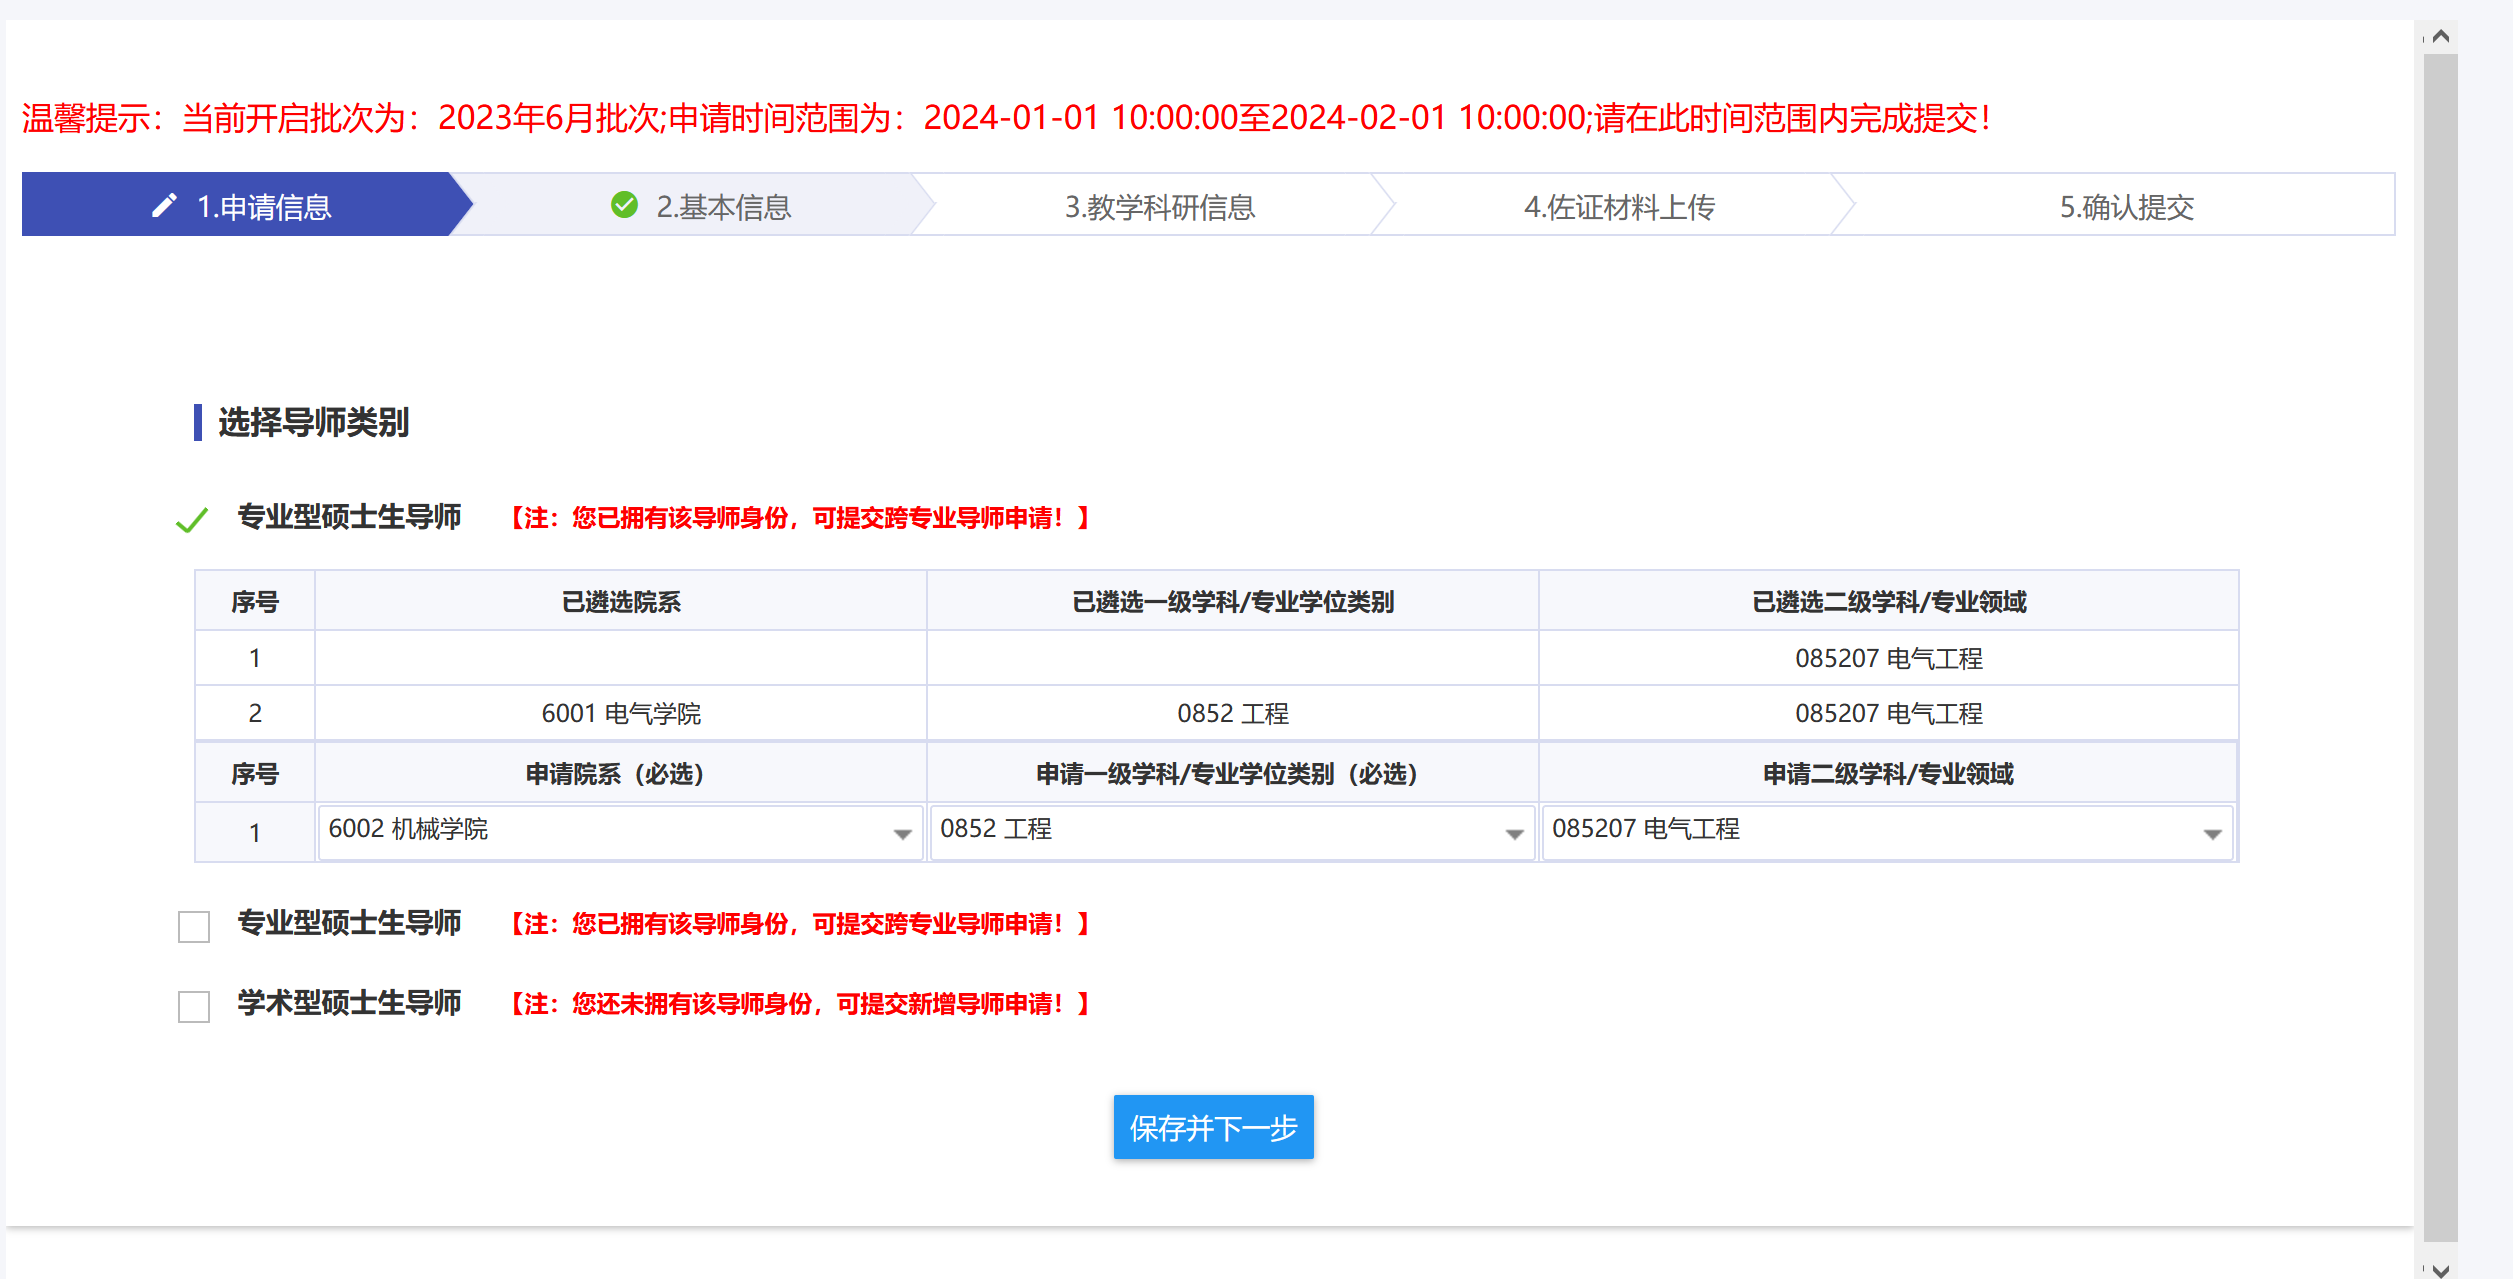 温馨提示：当前开启批次为：2023年6月批次;申请时间范围为：2024-01-01 10:00:00至2024-02-01 10:00:00;请在此时间范围内完成提交！
1.申请信息 2.基本信息 3.教学科研信息 4.佐证材料上传 5.确认提交
选择导师类别
专业型硕士生导师 【注：您已拥有该导师身份，可提交跨专业导师申请！】
序号 已遴选院系 已遴选一级学科/专业学位类别 已遴选二级学科/专业领域
1 085207 电气工程
2 6001 电气学院 0852 工程 085207 电气工程
序号 申请院系（必选） 申请一级学科/专业学位类别（必选） 申请二级学科/专业领域
1 6002 机械学院 0852 工程 085207 电气工程
专业型硕士生导师 【注：您已拥有该导师身份，可提交跨专业导师申请！】
学术型硕士生导师 【注：您还未拥有该导师身份，可提交新增导师申请！】
保存并下一步